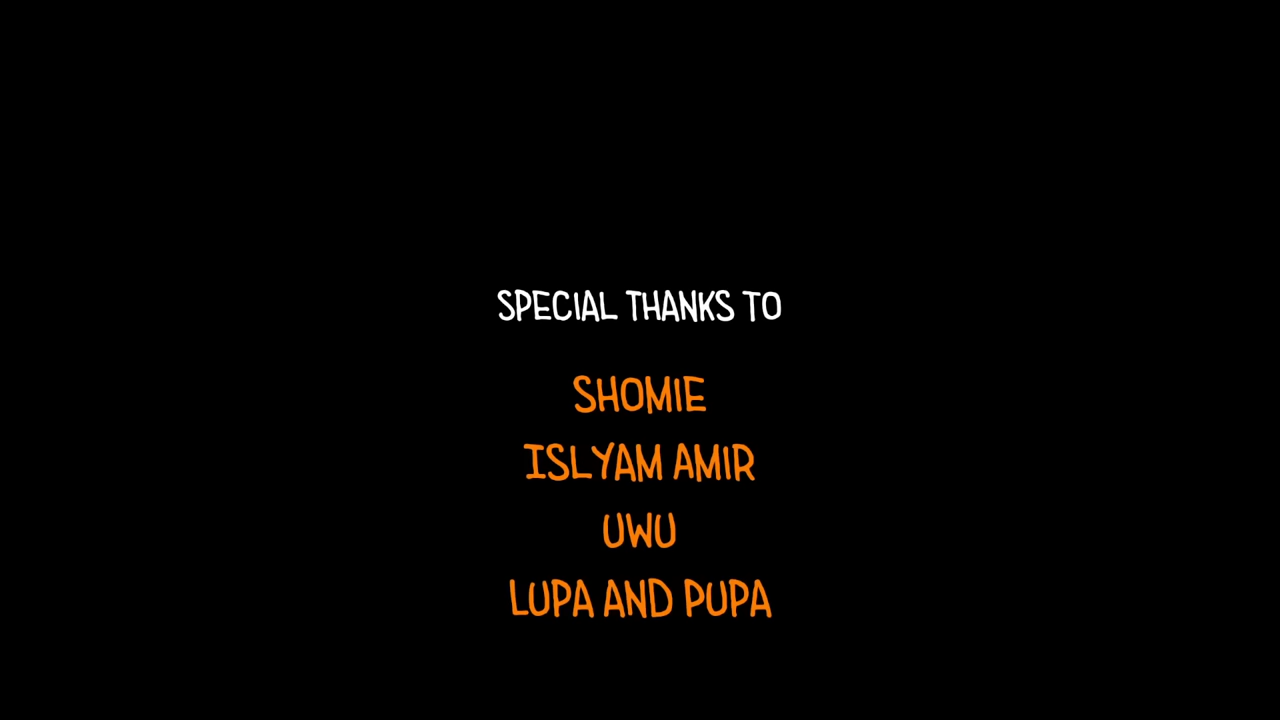 SPECIAL THANKS TO
SHOMIE
ISLYAM AMIR
UWU
LUPA AND PUPA